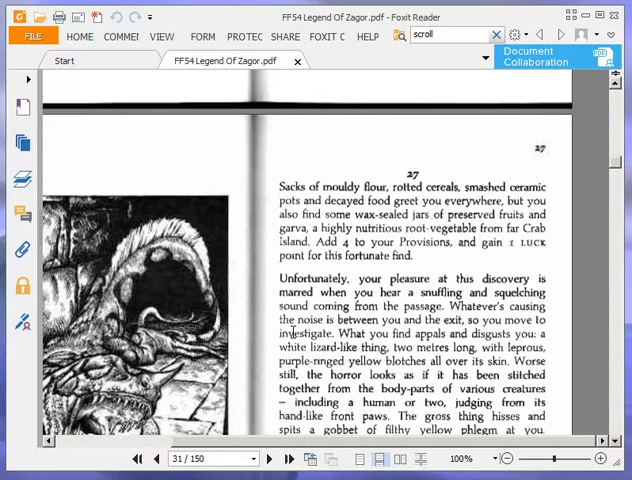 FF54 Legend Of Zagor.pdf - Foxit Reader
FILE HOME COMMEI VIEW FORM PROTEC SHARE FOXIT C HELP scroll
Start FF54 Legend Of Zagor.pdf Document
Collaboration
27
27
Sacks of mouldy flour, rotted cereals, smashed ceramic
pots and decayed food greet you everywhere, but you
also find some wax-sealed jars of preserved fruits and
garva, a highly nutritious root-vegetable from far Crab
Island. Add 4 to your Provisions, and gain 1 LUCK
point for this fortunate find.
Unfortunately, your pleasure at this discovery is
marred when you hear a snuffling and squelching
sound coming from the passage. Whatever's causing
the noise is between you and the exit, so you move to
investigate. What you find appals and disgusts you: a
white lizard-like thing, two metres long, with leprous,
purple-ringed yellow blotches all over its skin. Worse
still, the horror looks as if it has been stitched
together from the body-parts of various creatures
– including a human or two, judging from its
hand-like front paws. The gross thing hisses and
spits a gobbet of filthy yellow phlegm at you.
31 / 150 100%